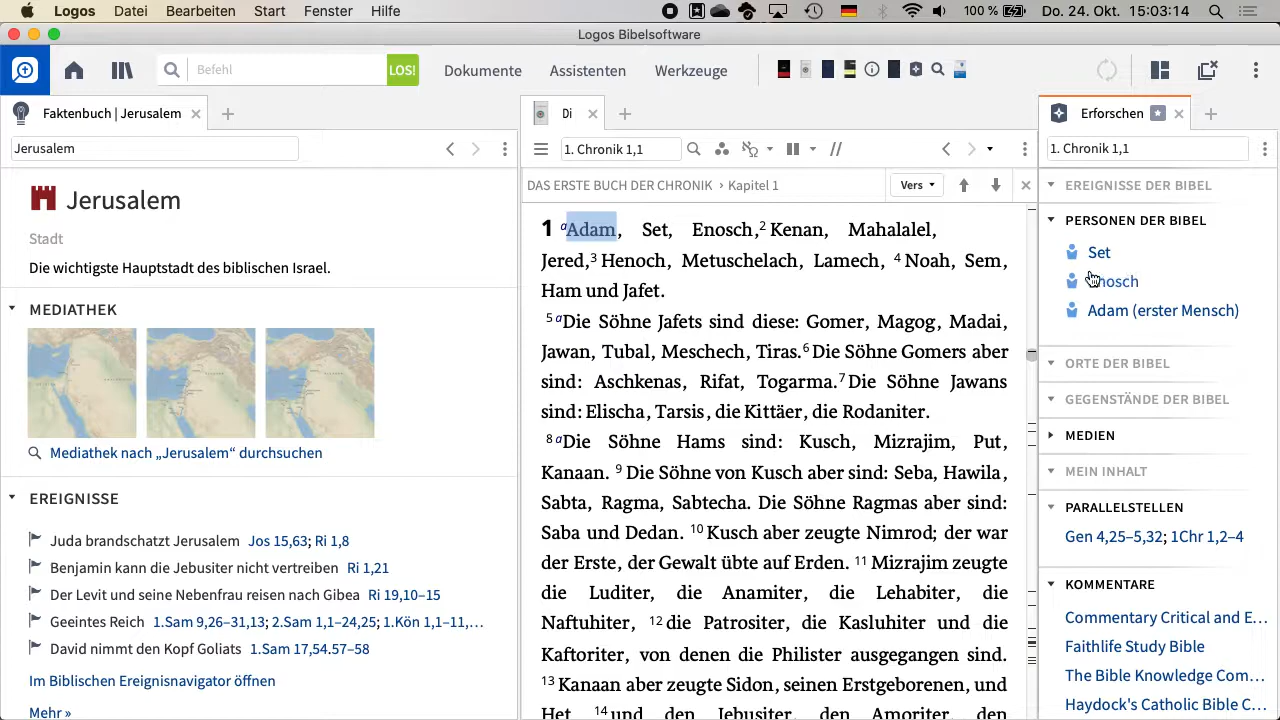 Logos Datei Bearbeiten Start Fenster Hilfe 100 % Do. 24. Okt. 15:03:14
Logos Bibelsoftware
Befehl LOS! Dokumente Assistenten Werkzeuge
Faktenbuch | Jerusalem
Jerusalem
Jerusalem
Stadt
Die wichtigste Hauptstadt des biblischen Israel.
MEDIATHEK
Mediathek nach „Jerusalem“ durchsuchen
EREIGNISSE
Juda brandschatzt Jerusalem Jos 15,63; Ri 1,8
Benjamin kann die Jebusiter nicht vertreiben Ri 1,21
Der Levit und seine Nebenfrau reisen nach Gibea Ri 19,10–15
Geeintes Reich 1.Sam 9,26–31,13; 2.Sam 1,1–24,25; 1.Kön 1,1–11,…
David nimmt den Kopf Goliats 1.Sam 17,54.57–58
Im Biblischen Ereignisnavigator öffnen
Mehr »
Di
1. Chronik 1,1
DAS ERSTE BUCH DER CHRONIK › Kapitel 1 Vers
1 a Adam, Set, Enosch, 2 Kenan, Mahalalel,
Jered, 3 Henoch, Metuschelach, Lamech, 4 Noah, Sem,
Ham und Jafet.
5 a Die Söhne Jafets sind diese: Gomer, Magog, Madai,
Jawan, Tubal, Meschech, Tiras. 6 Die Söhne Gomers aber
sind: Aschkenas, Rifat, Togarma. 7 Die Söhne Jawans
sind: Elischa, Tarsis, die Kittäer, die Rodaniter.
8 a Die Söhne Hams sind: Kusch, Mizrajim, Put,
Kanaan. 9 Die Söhne von Kusch aber sind: Seba, Hawila,
Sabta, Ragma, Sabtecha. Die Söhne Ragmas aber sind:
Saba und Dedan. 10 Kusch aber zeugte Nimrod; der war
der Erste, der Gewalt übte auf Erden. 11 Mizrajim zeugte
die Luditer, die Anamiter, die Lehabiter, die
Naftuhiter, 12 die Patrositer, die Kasluhiter und die
Kaftoriter, von denen die Philister ausgegangen sind.
13 Kanaan aber zeugte Sidon, seinen Erstgeborenen, und
Het 14 und den Jebusiter, den Amoriter, den
Erforschen
1. Chronik 1,1
EREIGNISSE DER BIBEL
PERSONEN DER BIBEL
Set
Adam (erster Mensch)
ORTE DER BIBEL
GEGENSTÄNDE DER BIBEL
MEDIEN
MEIN INHALT
PARALLELSTELLEN
Gen 4,25–5,32; 1Chr 1,2–4
KOMMENTARE
Commentary Critical and E…
Faithlife Study Bible
The Bible Knowledge Com…
Haydock's Catholic Bible C…